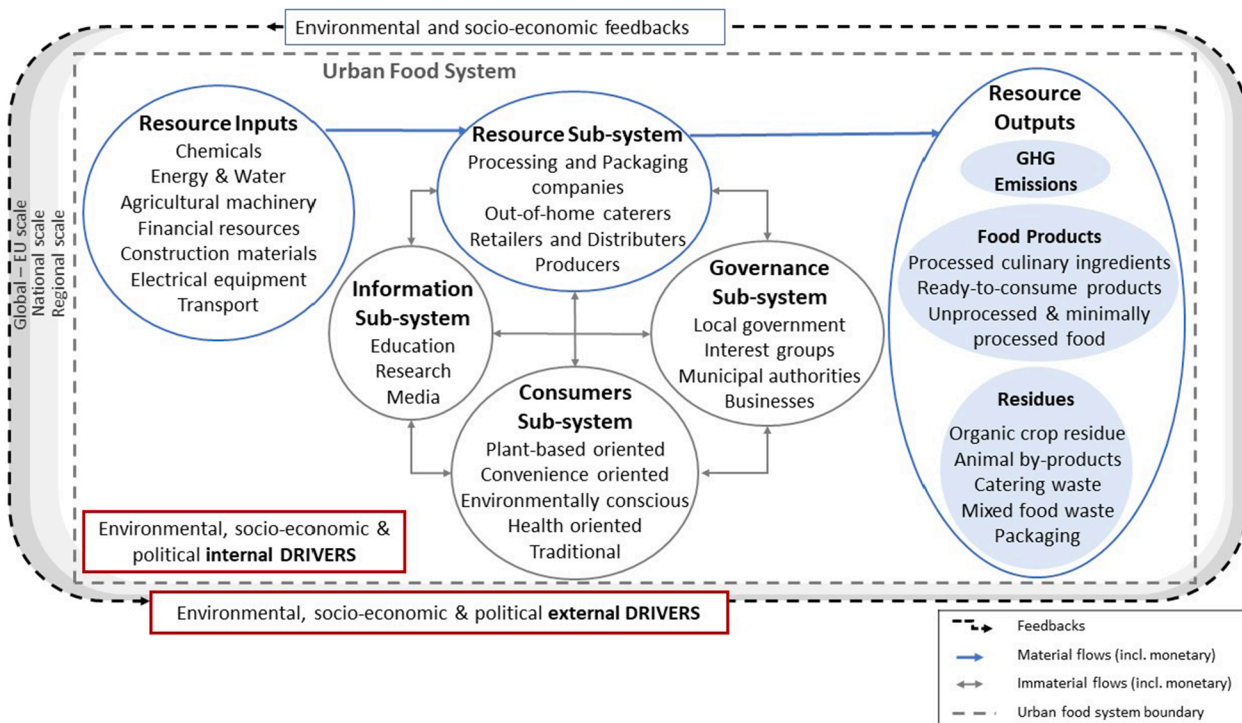 Environmental and socio-economic feedbacks
Urban Food System
Global – EU scale
National scale
Regional scale
Resource Inputs
Chemicals
Energy & Water
Agricultural machinery
Financial resources
Construction materials
Electrical equipment
Transport
Resource Sub-system
Processing and Packaging
companies
Out-of-home caterers
Retailers and Distributers
Producers
Information
Sub-system
Education
Research
Media
Governance
Sub-system
Local government
Interest groups
Municipal authorities
Businesses
Consumers
Sub-system
Plant-based oriented
Convenience oriented
Environmentally conscious
Health oriented
Traditional
Resource
Outputs
GHG
Emissions
Food Products
Processed culinary ingredients
Ready-to-consume products
Unprocessed & minimally
processed food
Residues
Organic crop residue
Animal by-products
Catering waste
Mixed food waste
Packaging
Environmental, socio-economic &
political internal DRIVERS
Environmental, socio-economic & political external DRIVERS
Feedbacks
Material flows (incl. monetary)
Immaterial flows (incl. monetary)
Urban food system boundary